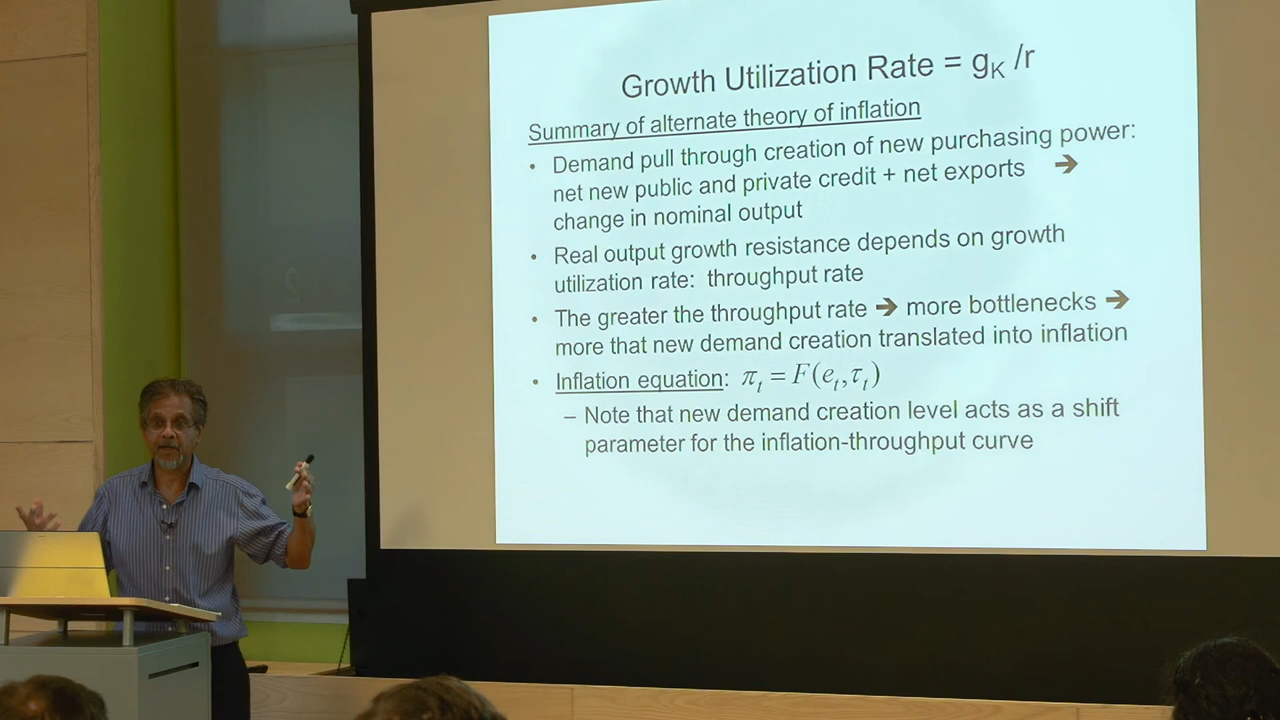 Growth Utilization Rate = gK /r
Summary of alternate theory of inflation
• Demand pull through creation of new purchasing power:
net new public and private credit + net exports ➔
change in nominal output
• Real output growth resistance depends on growth
utilization rate: throughput rate
• The greater the throughput rate ➔ more bottlenecks ➔
more that new demand creation translated into inflation
• Inflation equation: πt = F(et,τt)
– Note that new demand creation level acts as a shift
parameter for the inflation-throughput curve